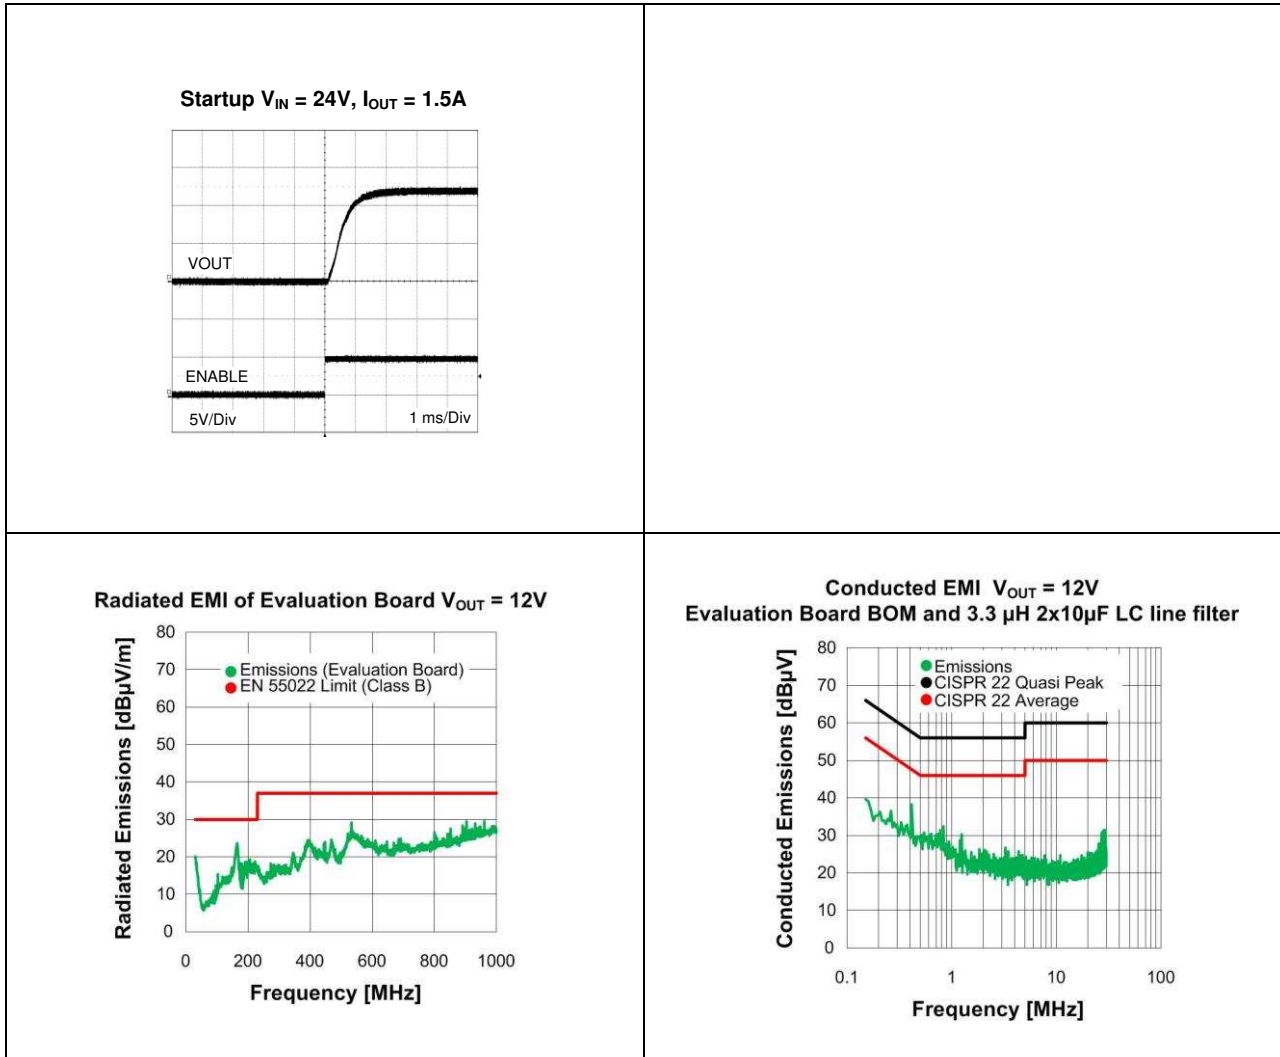 Startup VIN = 24V, IOUT = 1.5A
VOUT
ENABLE
5V/Div
1 ms/Div
Radiated EMI of Evaluation Board VOUT = 12V
Radiated Emissions [dBµV/m]
80
70
60
50
40
30
20
10
0
Emissions (Evaluation Board)
EN 55022 Limit (Class B)
0 200 400 600 800 1000
Frequency [MHz]
Conducted EMI VOUT = 12V
Evaluation Board BOM and 3.3 µH 2x10µF LC line filter
Conducted Emissions [dBµV]
80
70
60
50
40
30
20
10
0
Emissions
CISPR 22 Quasi Peak
CISPR 22 Average
0.1 1 10 100
Frequency [MHz]